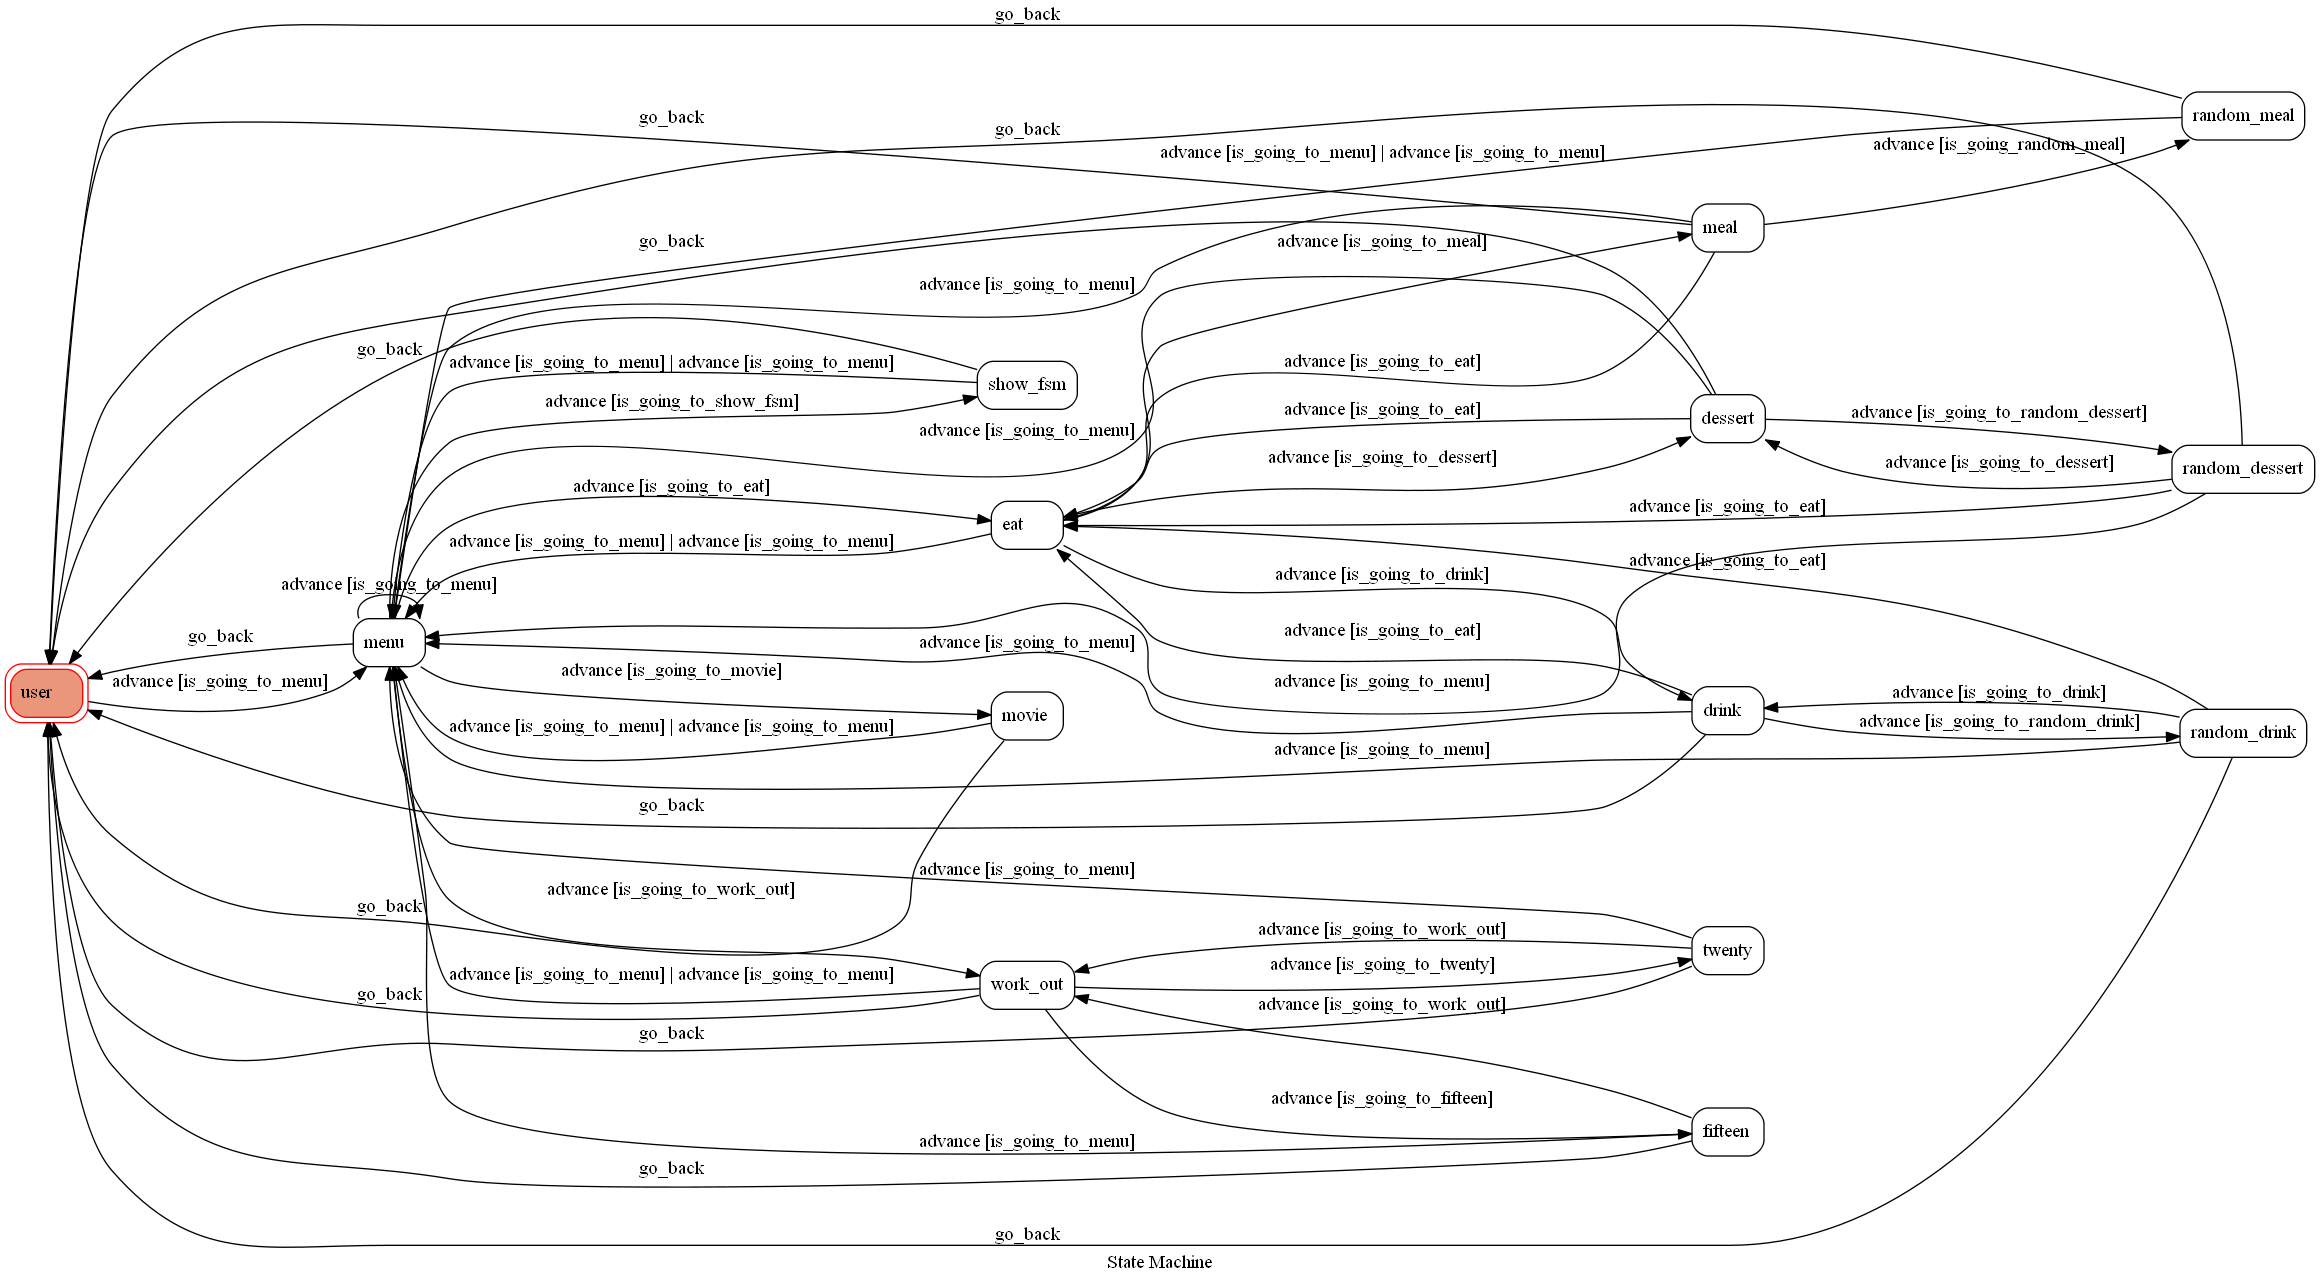 go_back
random_meal
go_back
go_back
advance [is_going_random_meal]
advance [is_going_to_menu] | advance [is_going_to_menu]
meal
go_back
advance [is_going_to_meal]
advance [is_going_to_menu]
go_back
advance [is_going_to_menu] | advance [is_going_to_menu]
advance [is_going_to_eat]
show_fsm
advance [is_going_to_show_fsm]
advance [is_going_to_eat]
dessert
advance [is_going_to_random_dessert]
advance [is_going_to_menu]
advance [is_going_to_dessert]
advance [is_going_to_dessert]
random_dessert
advance [is_going_to_eat]
advance [is_going_to_eat]
eat
advance [is_going_to_menu] | advance [is_going_to_menu]
advance [is_going_to_eat]
advance [is_going_to_drink]
advance [is_going_to_menu]
go_back
menu
advance [is_going_to_eat]
advance [is_going_to_menu]
advance [is_going_to_movie]
advance [is_going_to_menu]
user
advance [is_going_to_menu]
advance [is_going_to_drink]
movie
drink
advance [is_going_to_random_drink]
random_drink
advance [is_going_to_menu] | advance [is_going_to_menu]
advance [is_going_to_menu]
go_back
advance [is_going_to_menu]
advance [is_going_to_work_out]
go_back
advance [is_going_to_work_out]
twenty
advance [is_going_to_twenty]
advance [is_going_to_menu] | advance [is_going_to_menu]
work_out
go_back
advance [is_going_to_work_out]
go_back
advance [is_going_to_fifteen]
fifteen
advance [is_going_to_menu]
go_back
go_back
State Machine